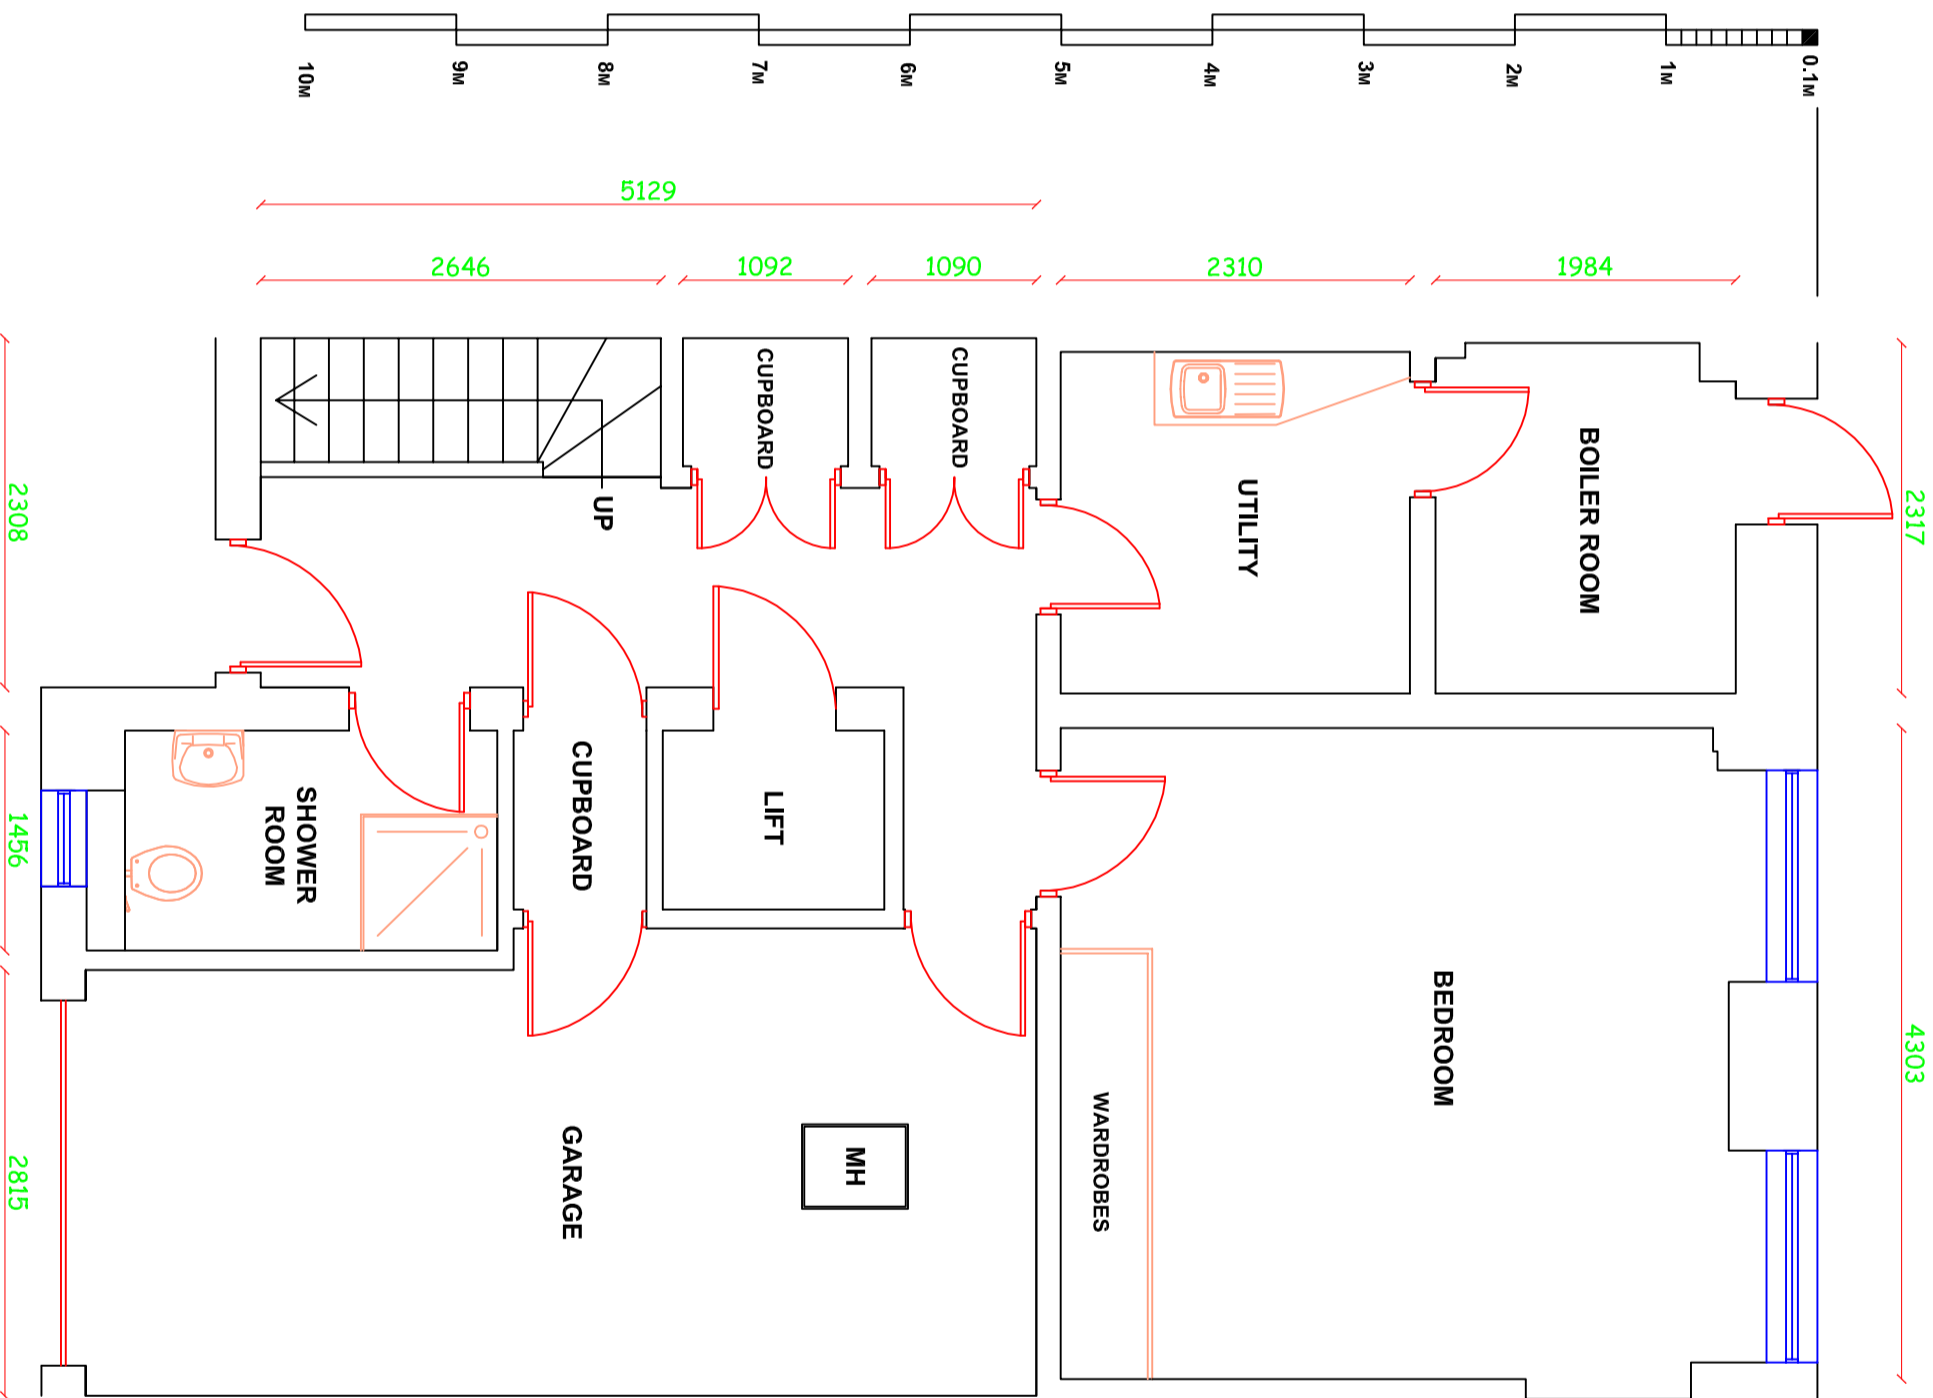 10M
9M
8M
7M
6M
5M
4M
3M
2M
1M
0.1M
5129
2646
1092
1090
2310
1984
2308
1456
2815
2317
4303
CUPBOARD
CUPBOARD
UP
UTILITY
BOILER ROOM
SHOWER
ROOM
CUPBOARD
LIFT
BEDROOM
WARDROBES
GARAGE
MH